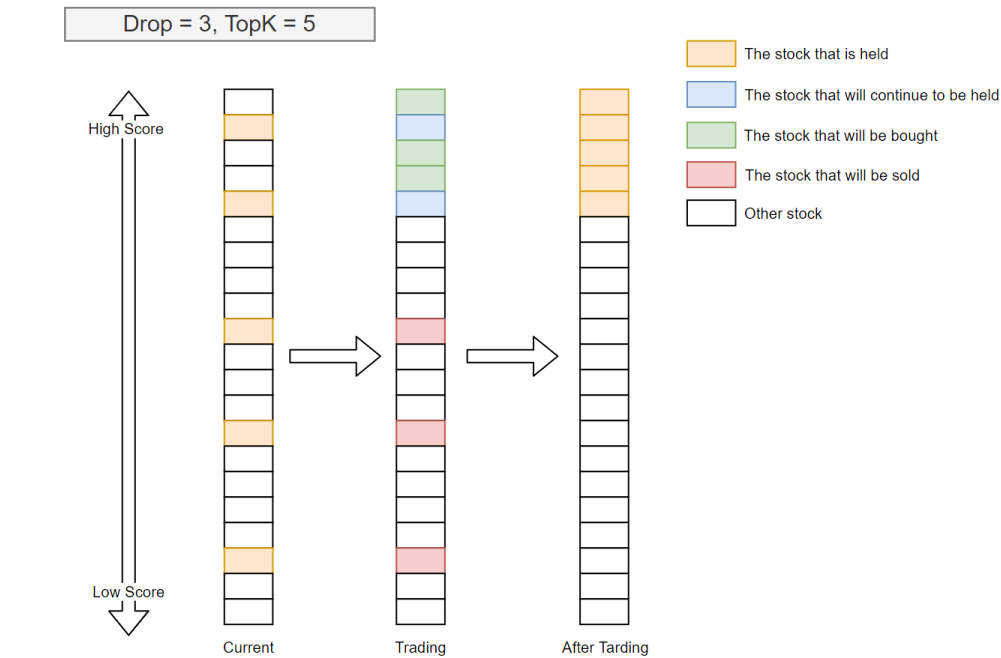 Drop = 3, TopK = 5
The stock that is held
The stock that will continue to be held
The stock that will be bought
The stock that will be sold
Other stock
High Score
Low Score
Current
Trading
After Tarding